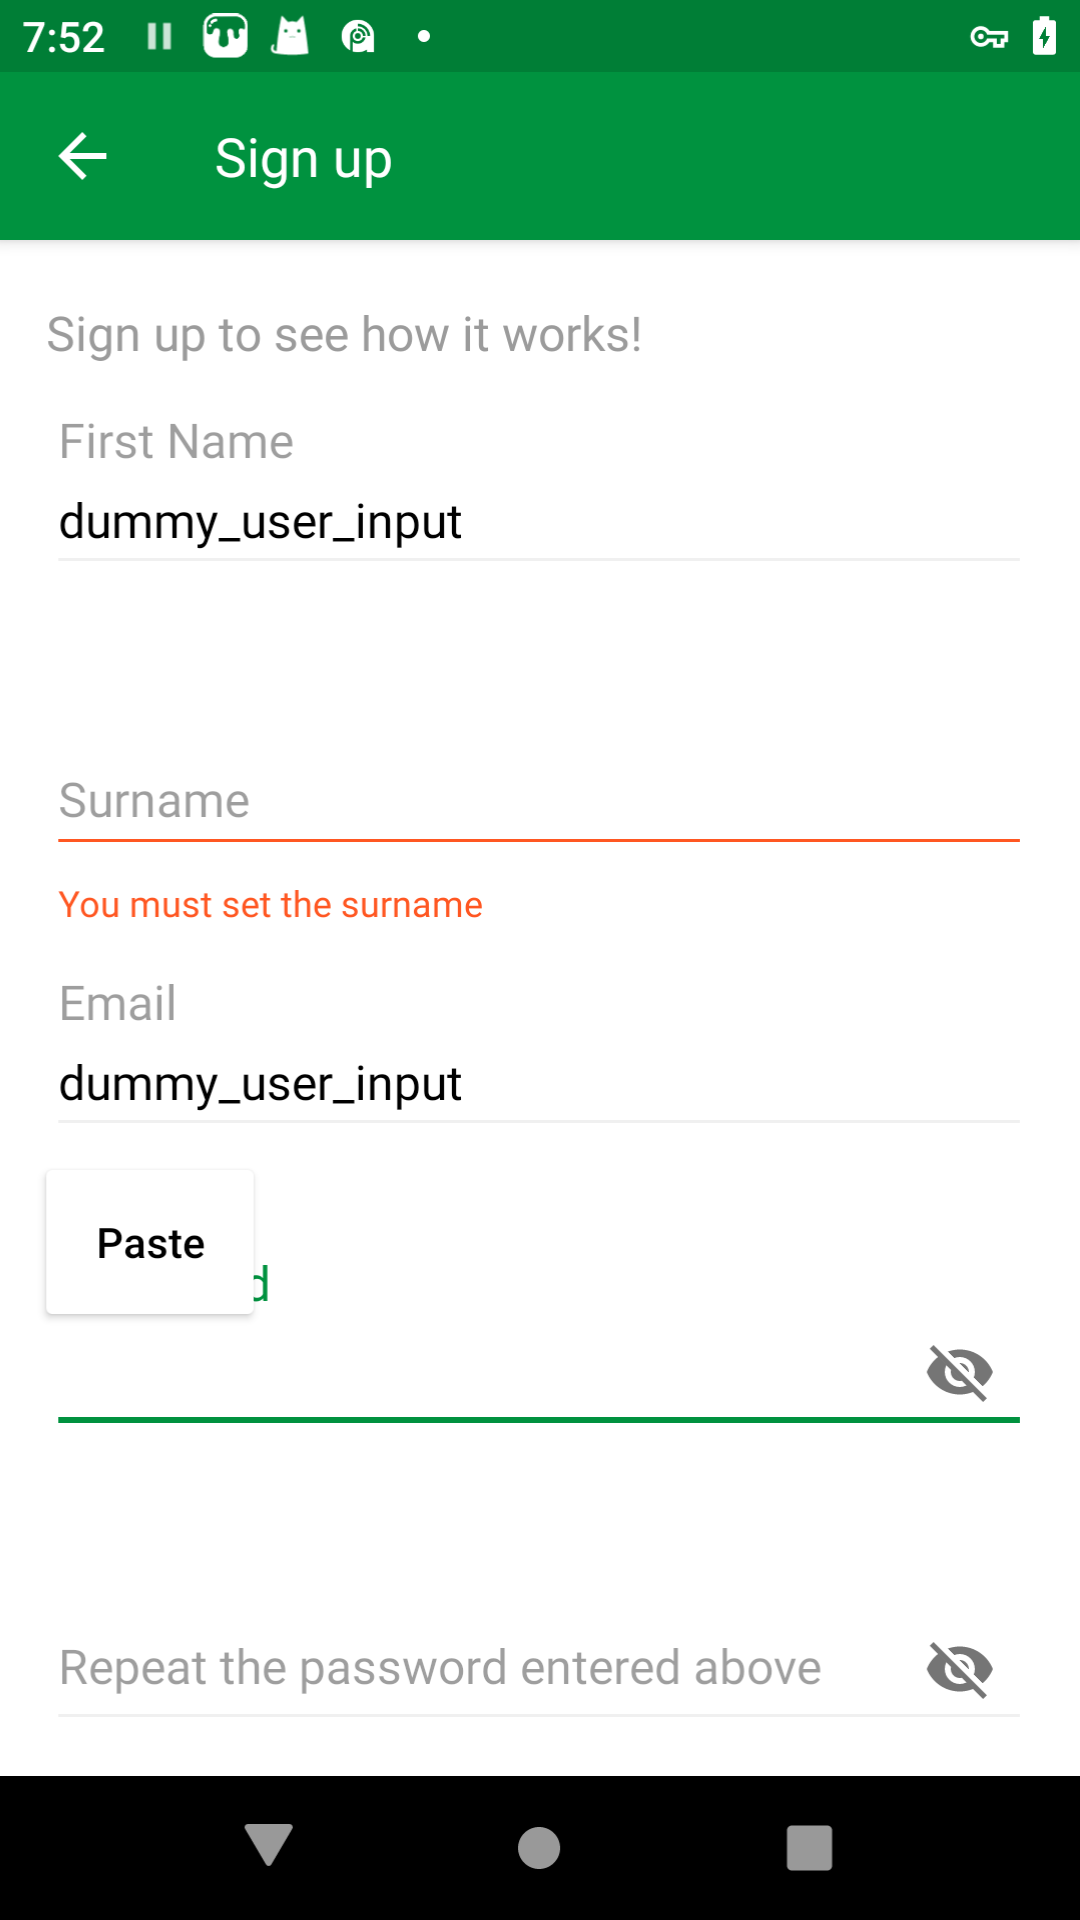 7:52
Sign up
Sign up to see how it works!
First Name
dummy_user_input
Surname
You must set the surname
Email
dummy_user_input
Paste
d
Repeat the password entered above